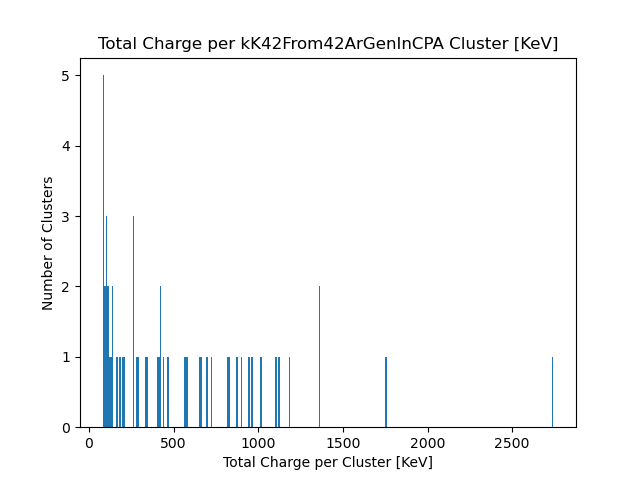 Total Charge per kK42From42ArGenInCPA Cluster [KeV]
5
4
3
2
1
0
Number of Clusters
0 500 1000 1500 2000 2500
Total Charge per Cluster [KeV]